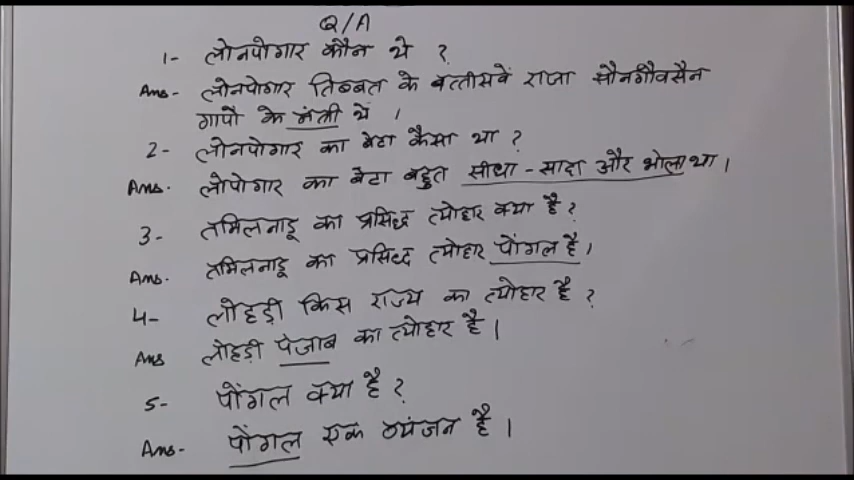 Q/A
1- लोनपोगार कौन थे ?
Ans- लोनपोगार तिब्बत के बत्तीसवें राजा सौनगौवसैन
गापौ के मंत्री थे ।
2- लोनपोगार का बेटा कैसा था ?
Ans. लोपोगार का बेटा बहुत सीधा-सादा और भोला था ।
3- तमिलनाडू का प्रसिद्ध त्योहार क्या है ?
Ans. तमिलनाडू का प्रसिद्ध त्योहार पोंगल है ।
4- लोहड़ी किस राज्य का त्योहार है ?
Ans लोहड़ी पंजाब का त्योहार है ।
5- पोंगल क्या है ?
Ans- पोंगल एक व्यंजन है ।